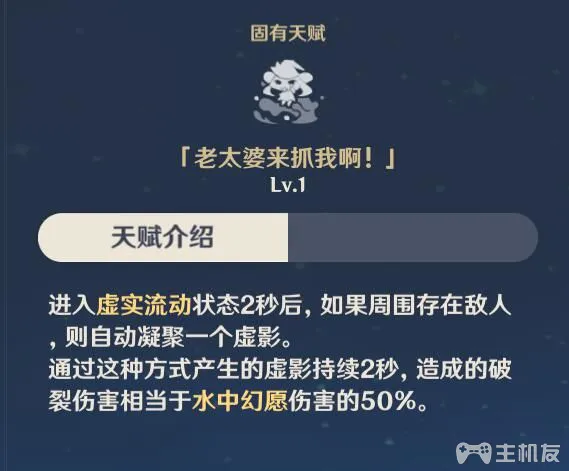 固有天赋
「老太婆来抓我啊！」
Lv.1
天赋介绍
进入虚实流动状态2秒后，如果周围存在敌人
，则自动凝聚一个虚影。
通过这种方式产生的虚影持续2秒，造成的破
裂伤害相当于水中幻愿伤害的50%。
主机友